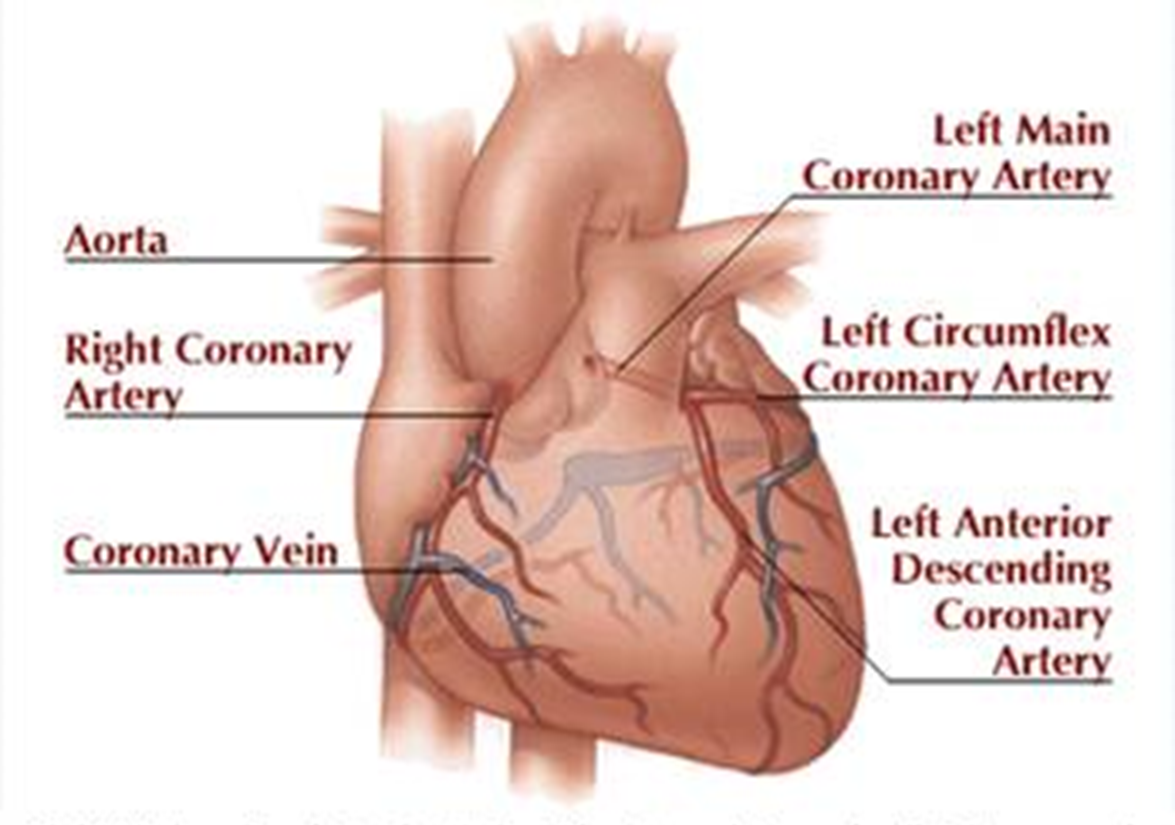 Left Main
Coronary Artery
Aorta
Right Coronary
Artery
Left Circumflex
Coronary Artery
Coronary Vein
Left Anterior
Descending
Coronary
Artery